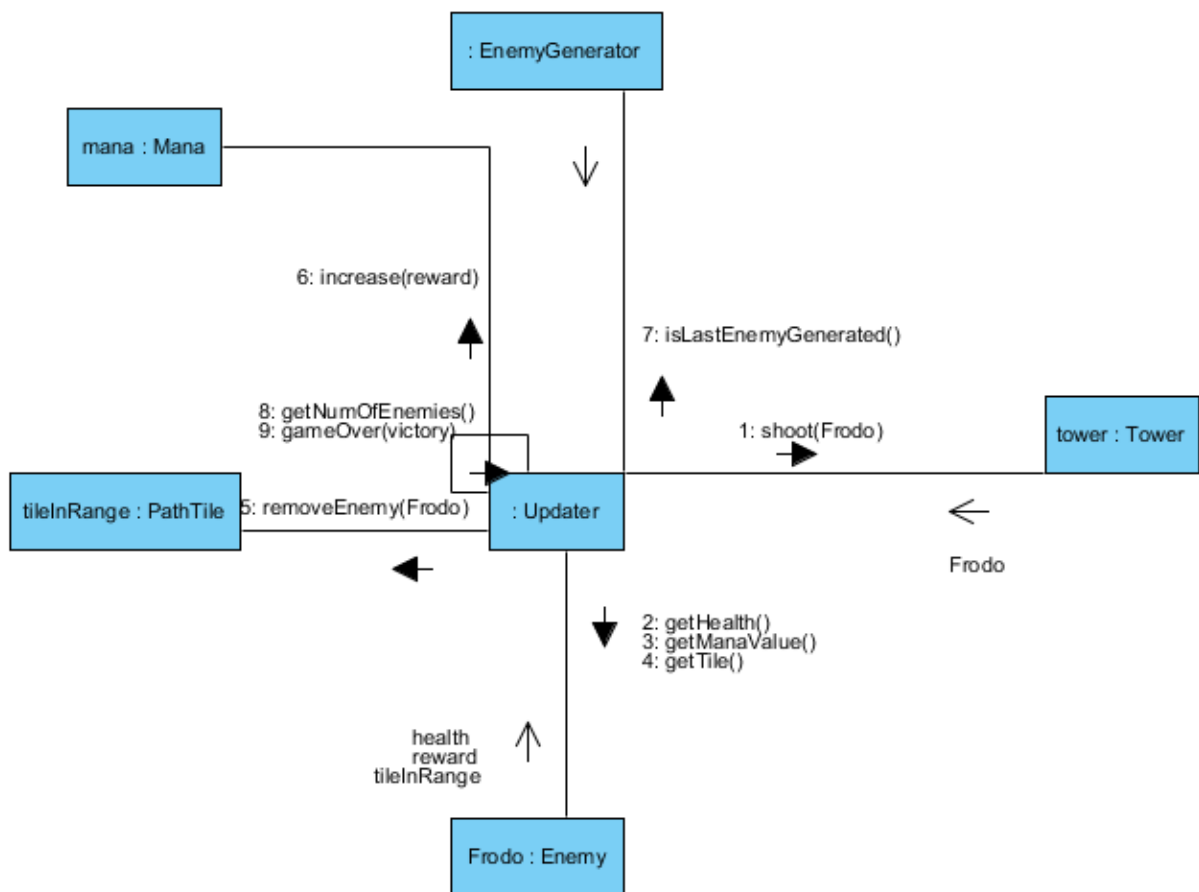 : EnemyGenerator
mana : Mana
6: increase(reward)
7: isLastEnemyGenerated()
8: getNumOfEnemies()
9: gameOver(victory)
1: shoot(Frodo)
tower : Tower
tileInRange : PathTile
5: removeEnemy(Frodo)
: Updater
Frodo
2: getHealth()
3: getManaValue()
4: getTile()
health
reward
tileInRange
Frodo : Enemy